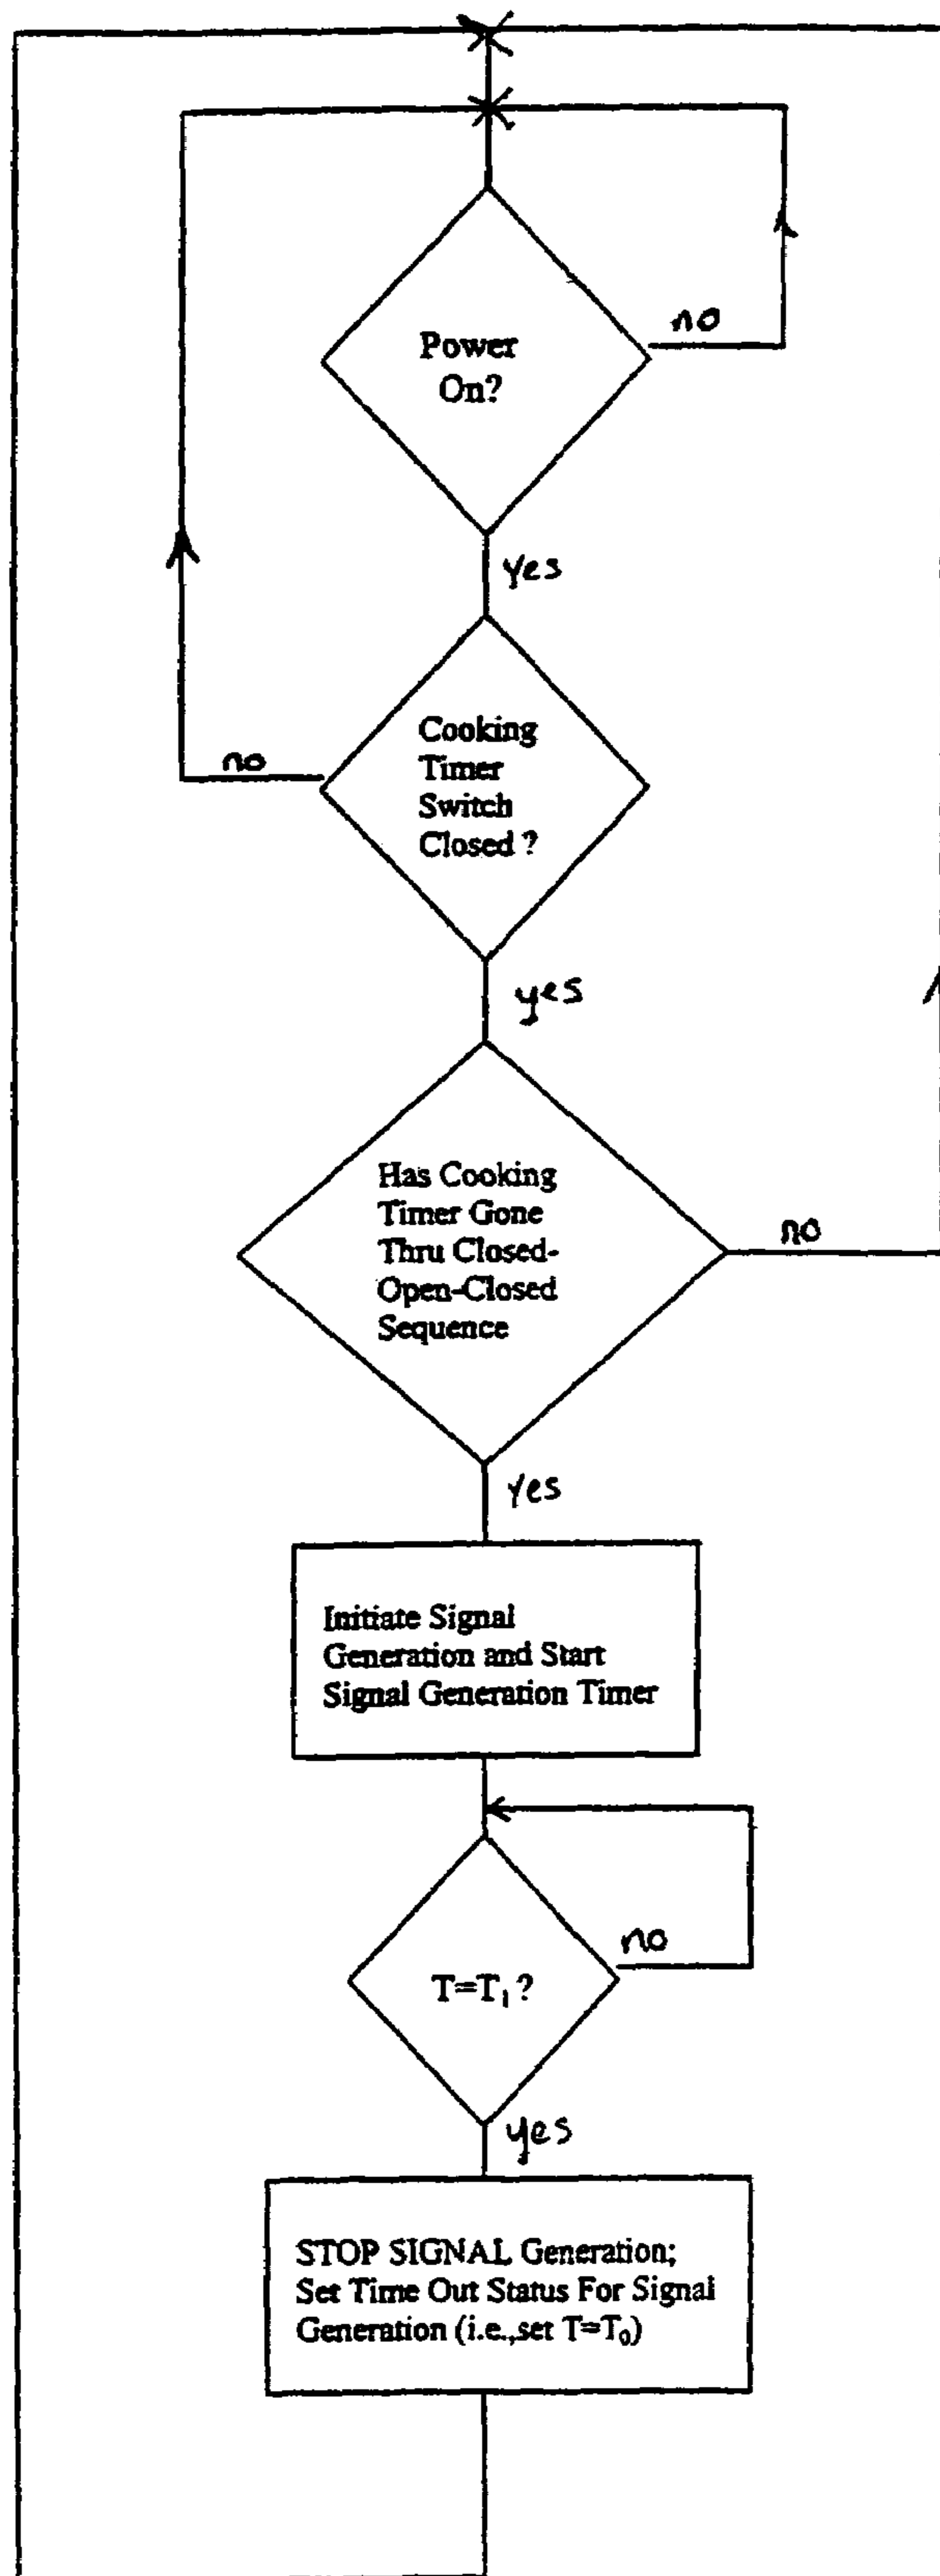 Power
On?
no
Yes
Cooking
Timer
Switch
Closed ?
no
yes
Has Cooking
Timer Gone
Thru Closed-
Open-Closed
Sequence
no
Yes
Initiate Signal
Generation and Start
Signal Generation Timer
T=T₁ ?
no
yes
STOP SIGNAL Generation;
Set Time Out Status For Signal
Generation (i.e.,set T=T₀)